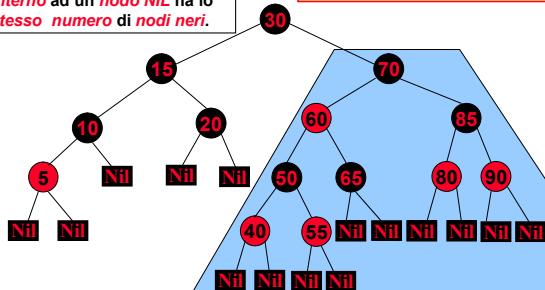 interno ad un nodo NIL ha lo
stesso numero di nodi neri.
30
15 70
10 20 60 85
5 Nil Nil Nil 50 65 80 90
Nil Nil 40 55 Nil Nil Nil Nil Nil Nil
Nil Nil Nil Nil